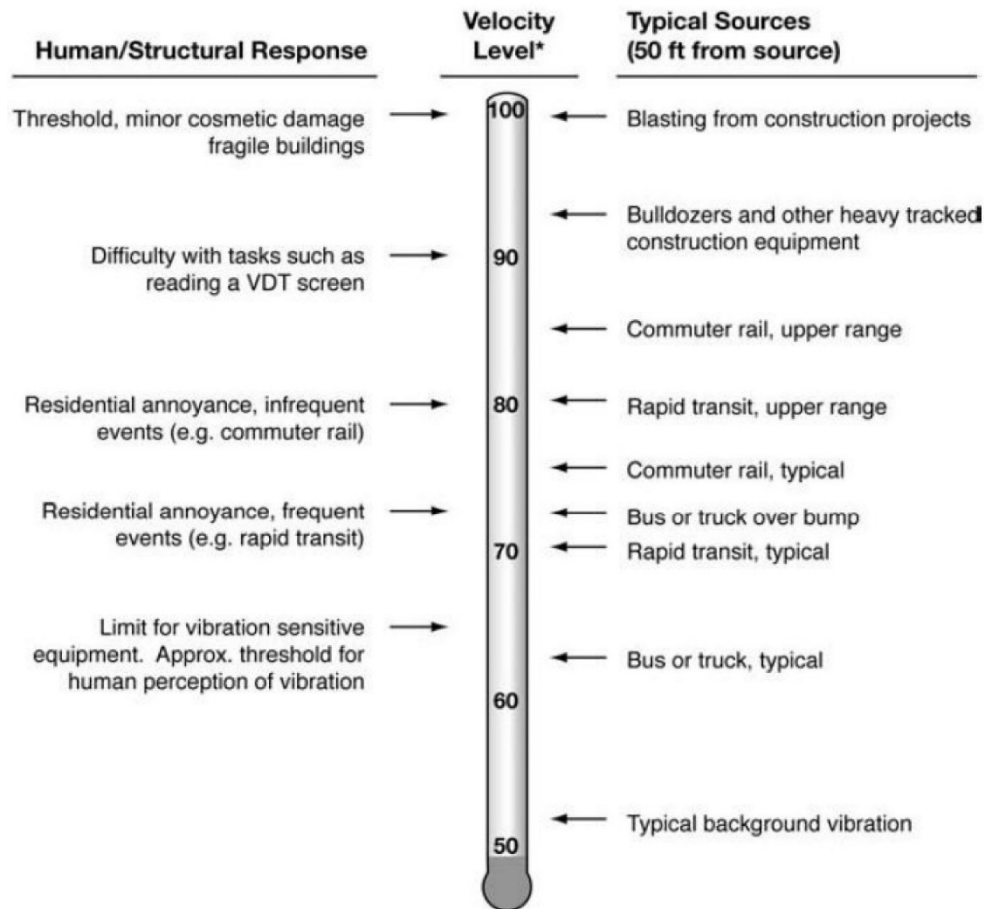 Human/Structural Response
Velocity
Level*
Typical Sources
(50 ft from source)
Threshold, minor cosmetic damage
fragile buildings
100
Blasting from construction projects
Bulldozers and other heavy tracked
construction equipment
Difficulty with tasks such as
reading a VDT screen
90
Commuter rail, upper range
Residential annoyance, infrequent
events (e.g. commuter rail)
80
Rapid transit, upper range
Commuter rail, typical
Residential annoyance, frequent
events (e.g. rapid transit)
Bus or truck over bump
70
Rapid transit, typical
Limit for vibration sensitive
equipment. Approx. threshold for
human perception of vibration
Bus or truck, typical
60
Typical background vibration
50